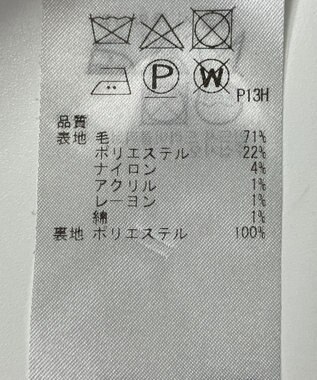 P W
P13H
品質
表地 毛 71%
ポリエステル 22%
ナイロン 4%
アクリル 1%
レーヨン 1%
綿 1%
裏地 ポリエステル 100%